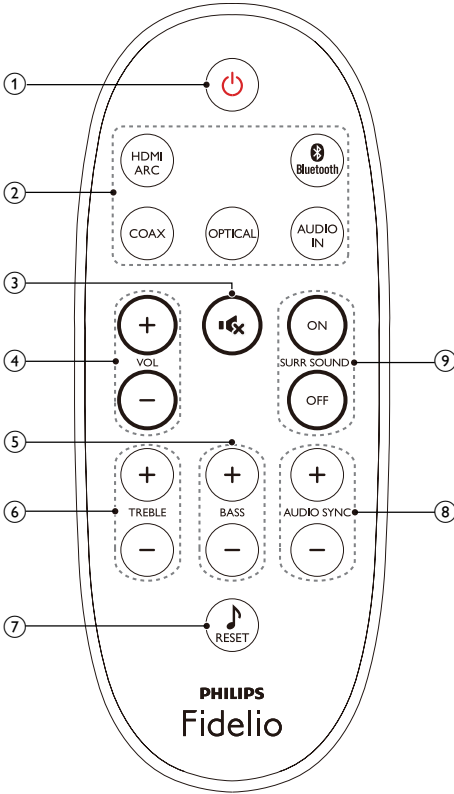 1
HDMI
ARC
Bluetooth
2
COAX
OPTICAL
AUDIO
IN
3
+
+
ON
4
VOL
SURR SOUND
9
−
OFF
5
+
+
+
6
TREBLE
BASS
AUDIO SYNC
8
−
−
−
7
RESET
PHILIPS
Fidelio